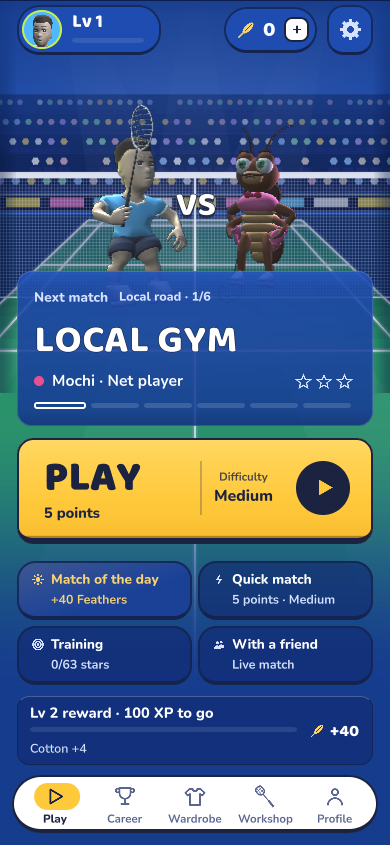 Lv 1
0
+
VS
Next match Local road · 1/6
LOCAL GYM
Mochi · Net player
PLAY
5 points
Difficulty
Medium
Match of the day
+40 Feathers
Quick match
5 points · Medium
Training
0/63 stars
With a friend
Live match
Lv 2 reward · 100 XP to go
+40
Cotton +4
Play
Career
Wardrobe
Workshop
Profile